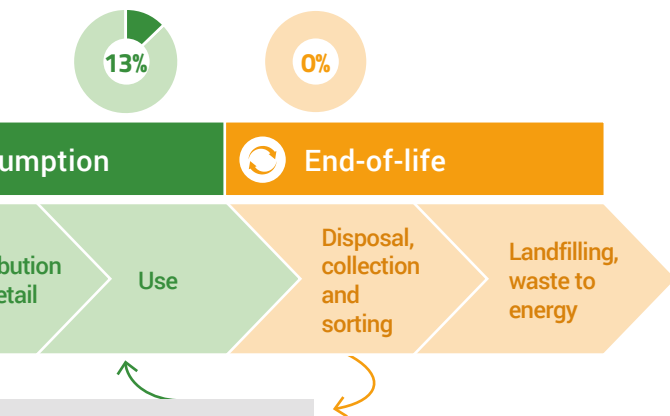 13%
0%
umption
End-of-life
bution
etail
Use
Disposal,
collection
and
sorting
Landfilling,
waste to
energy